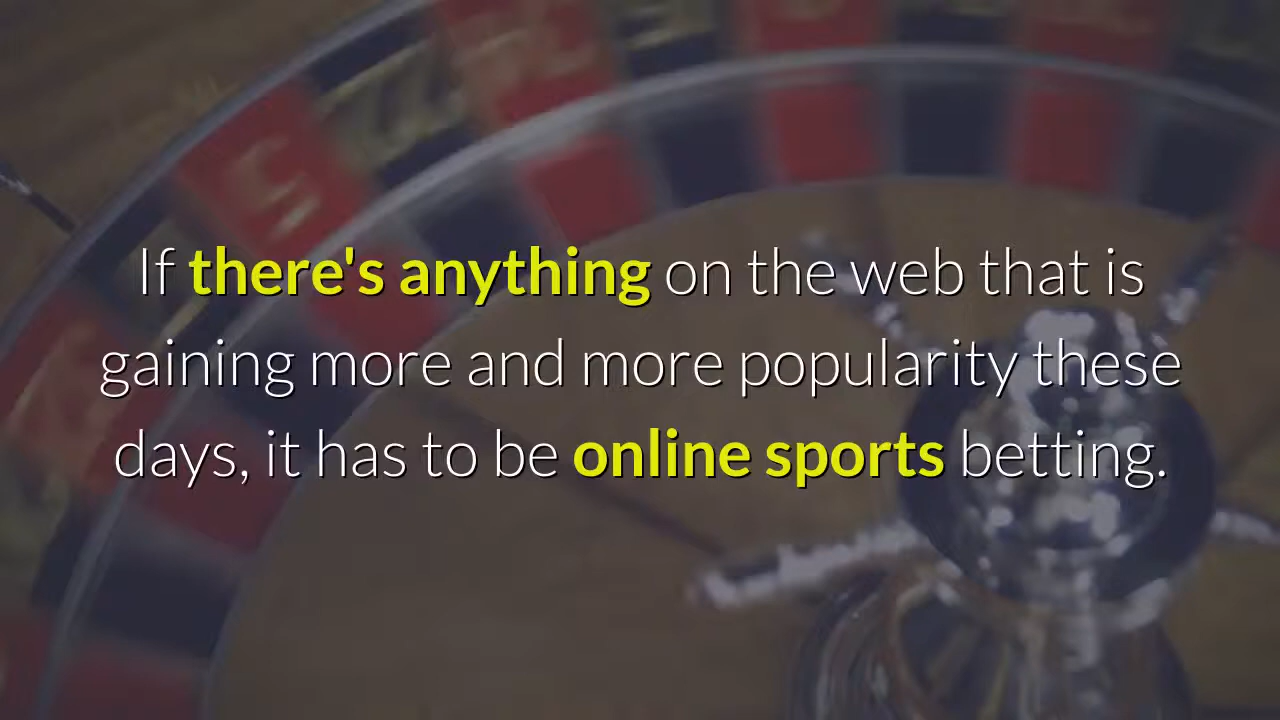 If there's anything on the web that is
gaining more and more popularity these
days, it has to be online sports betting.